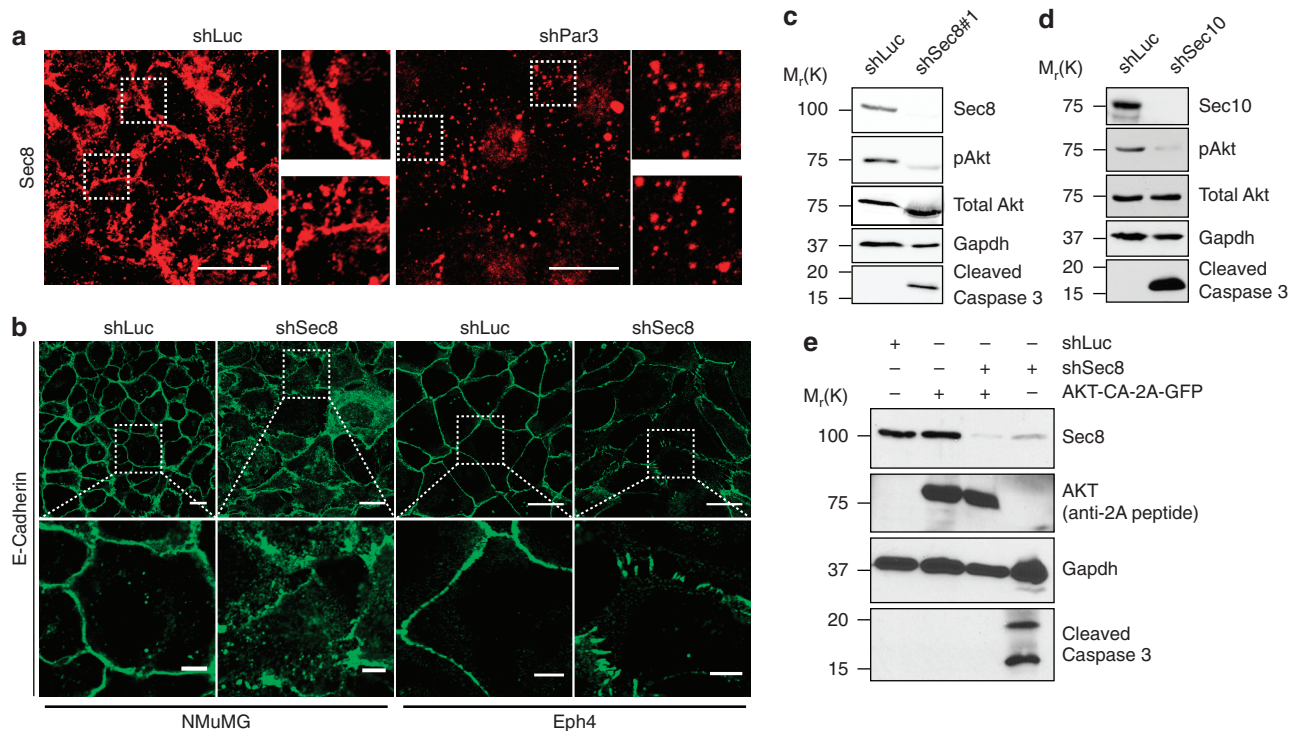 a
shLuc
shPar3
Sec8
b
shLuc
shSec8
shLuc
shSec8
E-Cadherin
NMuMG
Eph4
c
shLuc
shSec8#1
Mr(K)
100
Sec8
75
pAkt
75
Total Akt
37
Gapdh
20
15
Cleaved
Caspase 3
d
shLuc
shSec10
Mr(K)
75
Sec10
75
pAkt
75
Total Akt
37
Gapdh
20
15
Cleaved
Caspase 3
e
+ – – – shLuc
– – + + shSec8
– + + – AKT-CA-2A-GFP
Mr(K)
100
Sec8
75
AKT
(anti-2A peptide)
37
Gapdh
20
15
Cleaved
Caspase 3